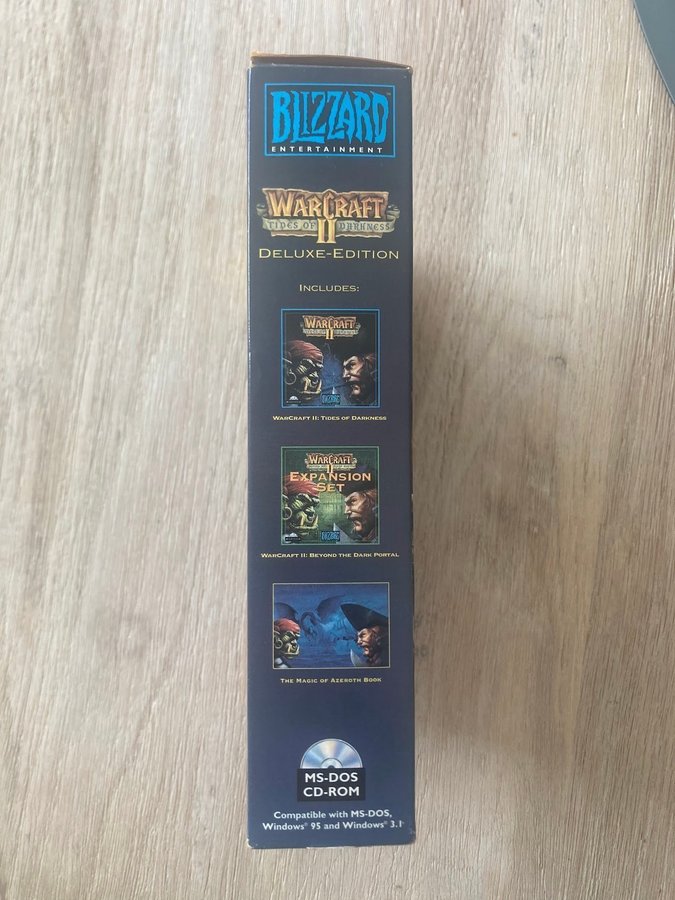 BLIZZARD™
ENTERTAINMENT
WARCRAFT
II
TIDES OF DARKNESS
DELUXE-EDITION
INCLUDES:
WARCRAFT
II
BLIZZARD
WARCRAFT II: TIDES OF DARKNESS
WARCRAFT
II
EXPANSION
SET
BLIZZARD
WARCRAFT II: BEYOND THE DARK PORTAL
THE MAGIC OF AZEROTH BOOK
MS-DOS
CD-ROM
Compatible with MS-DOS,
Windows® 95 and Windows® 3.1